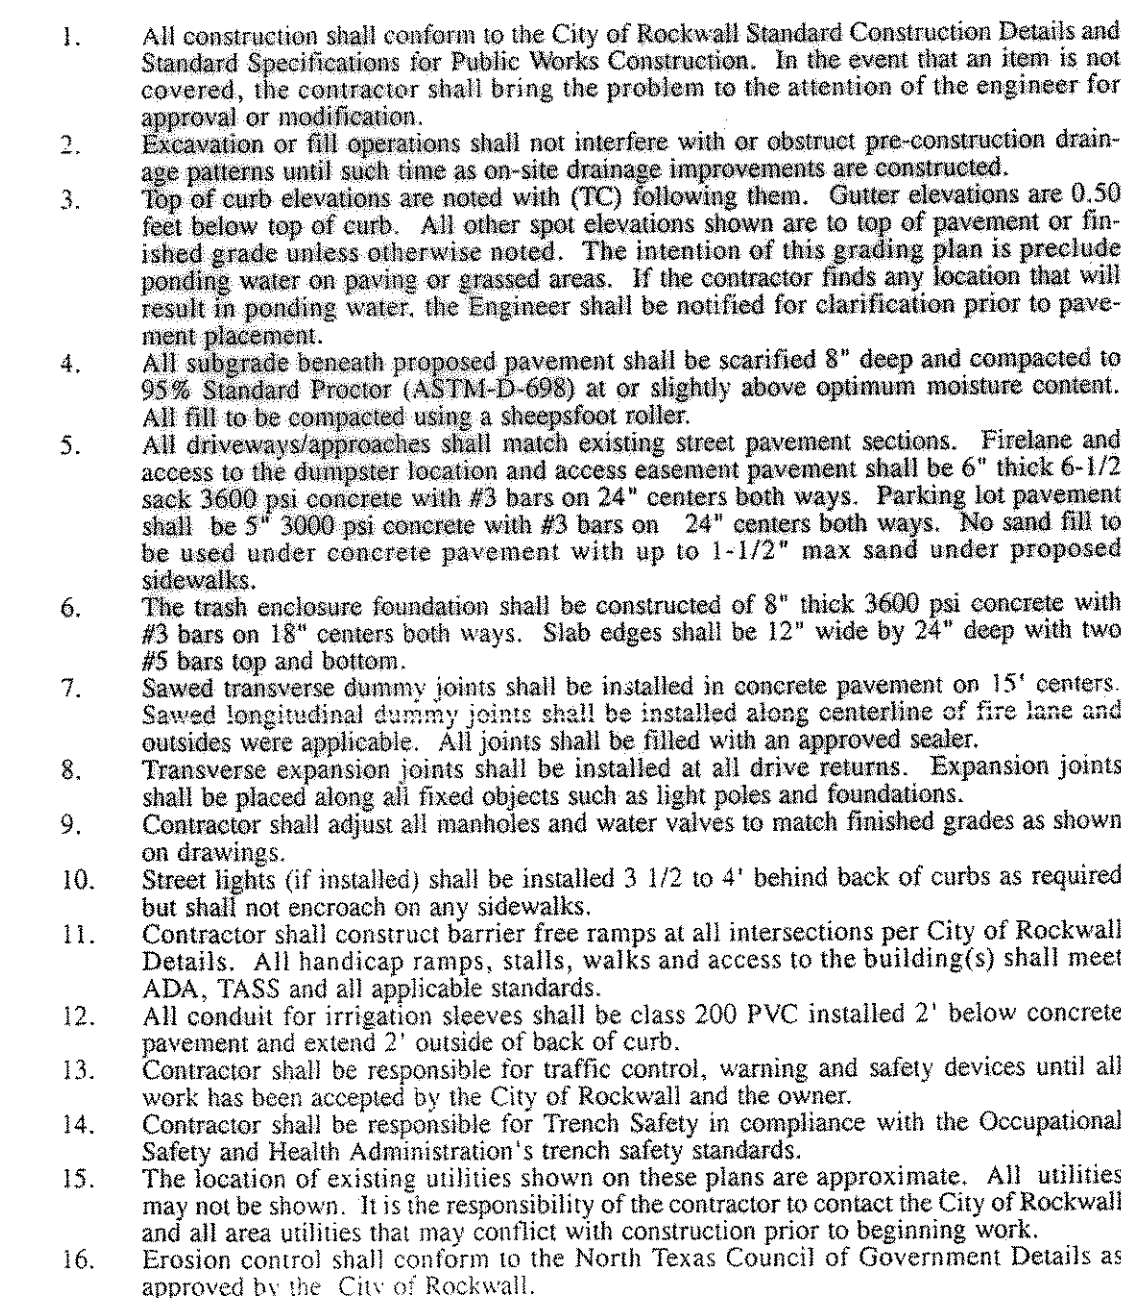 1. All construction shall conform to the City of Rockwall Standard Construction Details and
Standard Specifications for Public Works Construction. In the event that an item is not
covered, the contractor shall bring the problem to the attention of the engineer for
approval or modification.
2. Excavation or fill operations shall not interfere with or obstruct pre-construction drain-
age patterns until such time as on-site drainage improvements are constructed.
3. Top of curb elevations are noted with (TC) following them. Gutter elevations are 0.50
feet below top of curb. All other spot elevations shown are to top of pavement or fin-
ished grade unless otherwise noted. The intention of this grading plan is preclude
ponding water on paving or grassed areas. If the contractor finds any location that will
result in ponding water, the Engineer shall be notified for clarification prior to pave-
ment placement.
4. All subgrade beneath proposed pavement shall be scarified 8" deep and compacted to
95% Standard Proctor (ASTM-D-698) at or slightly above optimum moisture content.
All fill to be compacted using a sheepsfoot roller.
5. All driveways/approaches shall match existing street pavement sections. Firelane and
access to the dumpster location and access easement pavement shall be 6" thick 6-1/2
sack 3600 psi concrete with #3 bars on 24" centers both ways. Parking lot pavement
shall be 5" 3000 psi concrete with #3 bars on 24" centers both ways. No sand fill to
be used under concrete pavement with up to 1-1/2" max sand under proposed
sidewalks.
6. The trash enclosure foundation shall be constructed of 8" thick 3600 psi concrete with
#3 bars on 18" centers both ways. Slab edges shall be 12" wide by 24" deep with two
#5 bars top and bottom.
7. Sawed transverse dummy joints shall be installed in concrete pavement on 15' centers.
Sawed longitudinal dummy joints shall be installed along centerline of fire lane and
outsides were applicable. All joints shall be filled with an approved sealer.
8. Transverse expansion joints shall be installed at all drive returns. Expansion joints
shall be placed along all fixed objects such as light poles and foundations.
9. Contractor shall adjust all manholes and water valves to match finished grades as shown
on drawings.
10. Street lights (if installed) shall be installed 3 1/2 to 4' behind back of curbs as required
but shall not encroach on any sidewalks.
11. Contractor shall construct barrier free ramps at all intersections per City of Rockwall
Details. All handicap ramps, stalls, walks and access to the building(s) shall meet
ADA, TASS and all applicable standards.
12. All conduit for irrigation sleeves shall be class 200 PVC installed 2' below concrete
pavement and extend 2' outside of back of curb.
13. Contractor shall be responsible for traffic control, warning and safety devices until all
work has been accepted by the City of Rockwall and the owner.
14. Contractor shall be responsible for Trench Safety in compliance with the Occupational
Safety and Health Administration's trench safety standards.
15. The location of existing utilities shown on these plans are approximate. All utilities
may not be shown. It is the responsibility of the contractor to contact the City of Rockwall
and all area utilities that may conflict with construction prior to beginning work.
16. Erosion control shall conform to the North Texas Council of Government Details as
approved by the City of Rockwall.